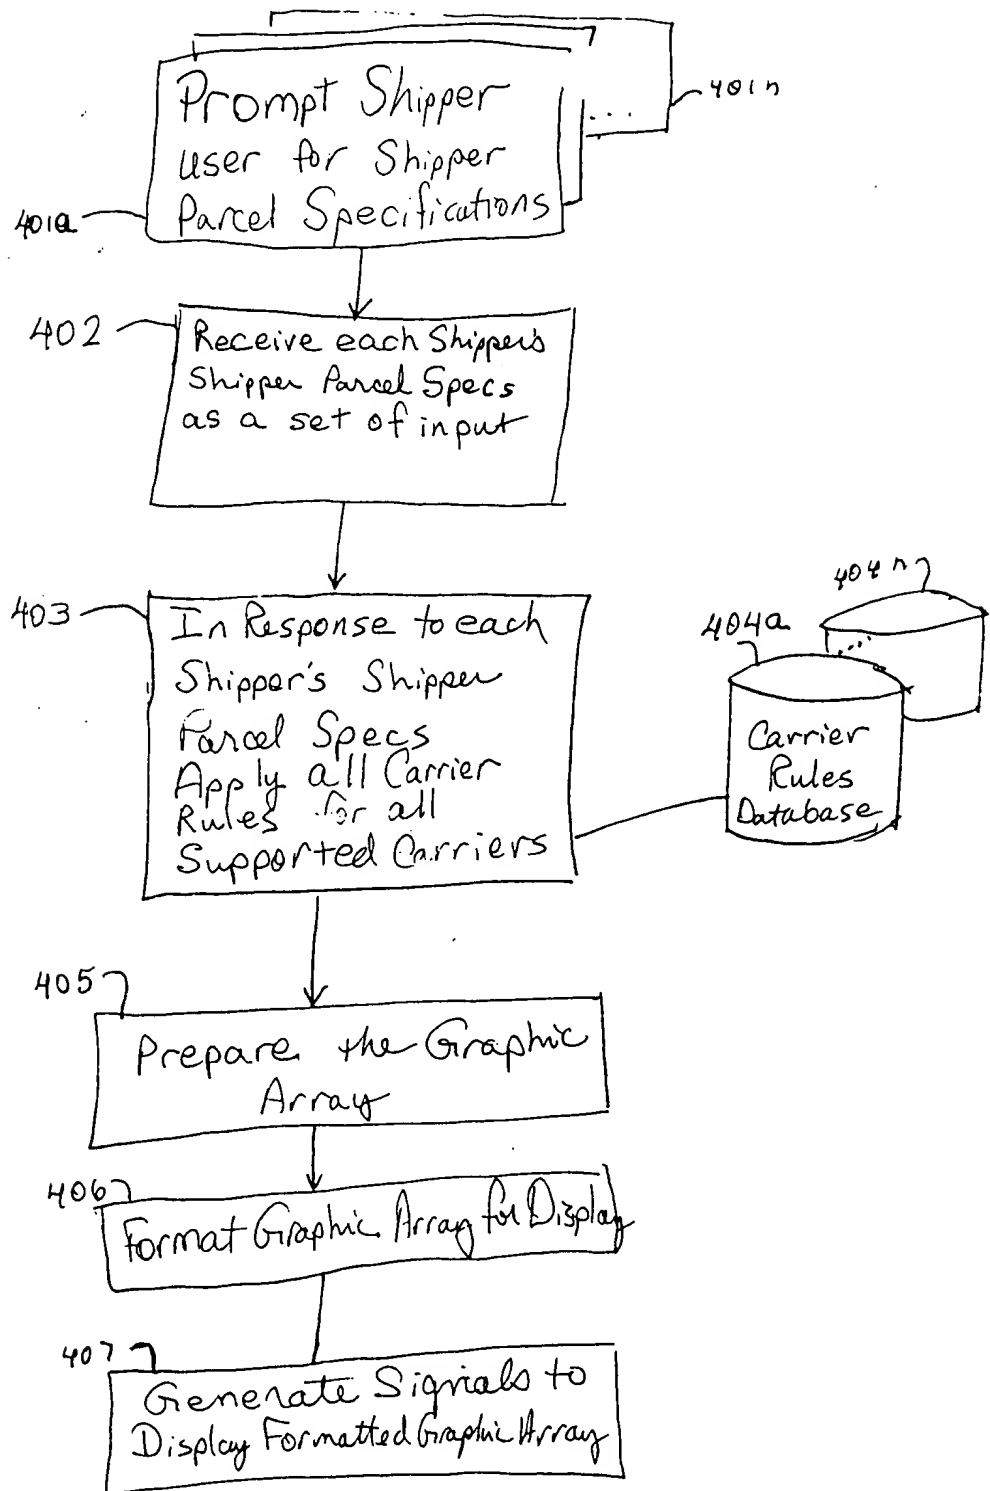 Prompt Shipper
user for Shipper
Parcel Specifications
401a
401n
...
402
Receive each Shipper's
Shipper Parcel Specs
as a set of input
403
In Response to each
Shipper's Shipper
Parcel Specs
Apply all Carrier
Rules for all
Supported Carriers
404n
404a
.....
Carrier
Rules
Database
405
Prepare the Graphic
Array
406
Format Graphic Array for Display
407
Generate Signals to
Display Formatted Graphic Array